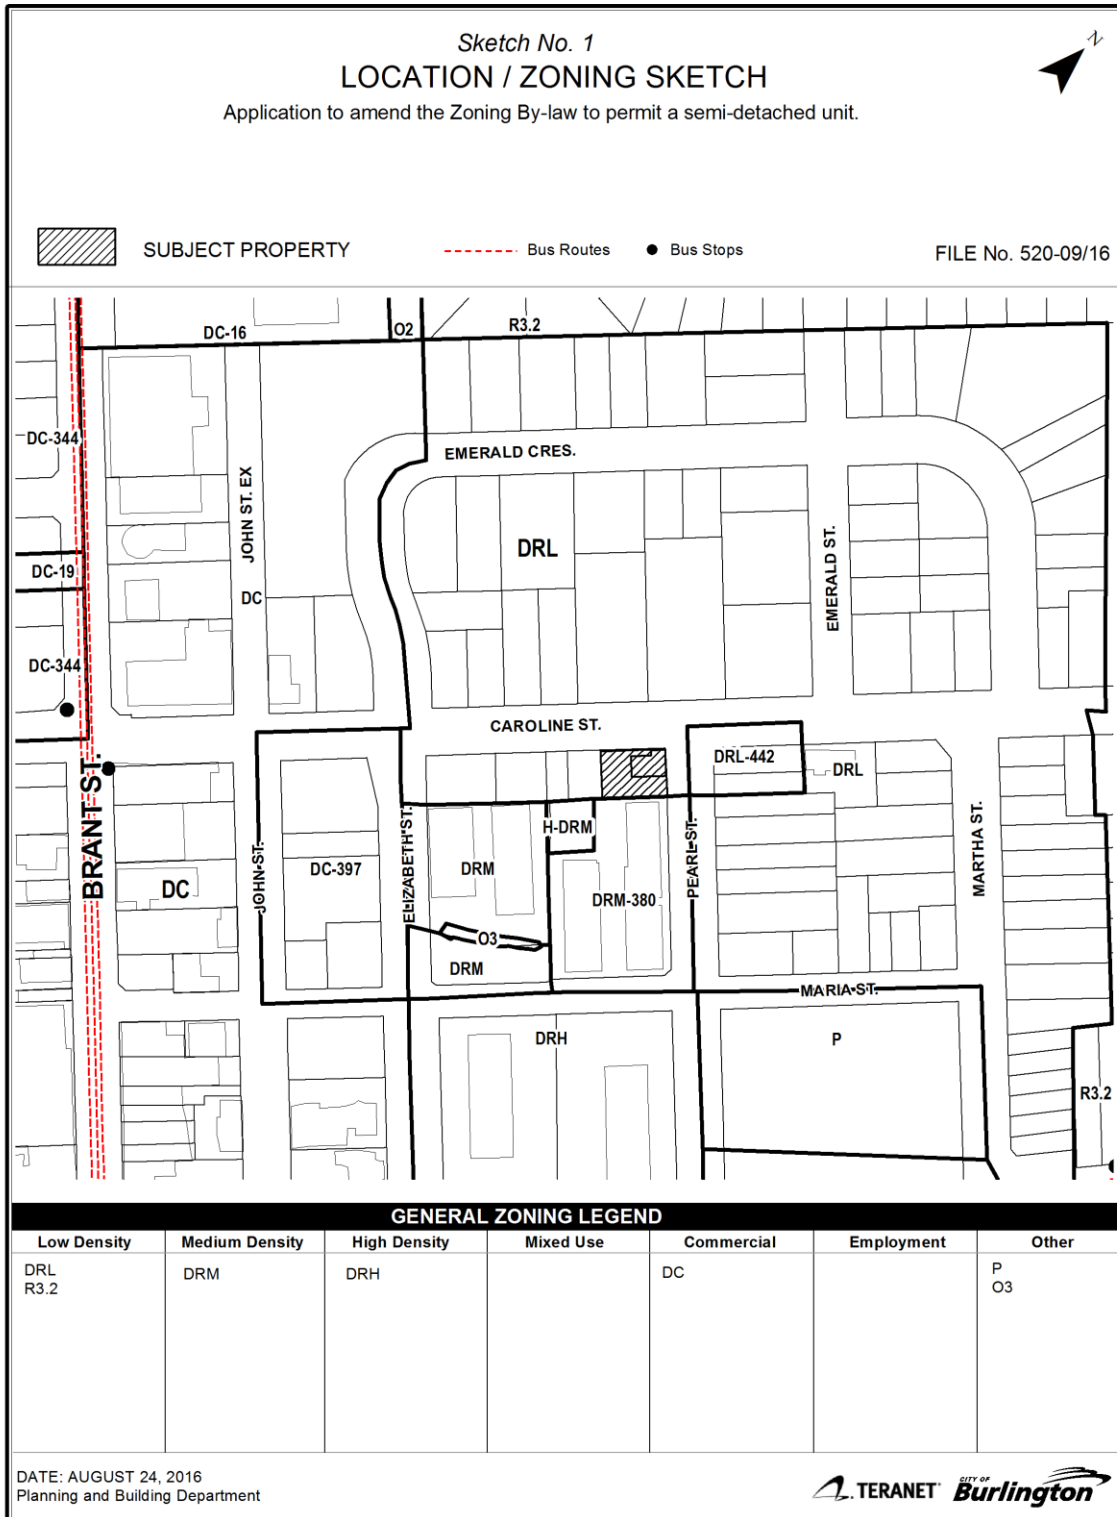 N
Sketch No. 1
LOCATION / ZONING SKETCH
Application to amend the Zoning By-law to permit a semi-detached unit.
SUBJECT PROPERTY
Bus Routes
Bus Stops
FILE No. 520-09/16
DC-16
O2
R3.2
DC-344
EMERALD CRES.
JOHN ST. EX
DRL
DC-19
DC
EMERALD ST.
DC-344
CAROLINE ST.
BRANT ST.
DRL-442
DRL
H-DRM
JOHN ST.
DC-397
ELIZABETH ST.
DRM
DC
DRM-380
PEARL ST.
MARTHA ST.
O3
DRM
MARIA ST.
DRH
P
R3.2
GENERAL ZONING LEGEND
Low Density
Medium Density
High Density
Mixed Use
Commercial
Employment
Other
DRL
R3.2
DRM
DRH
DC
P
O3
DATE: AUGUST 24, 2016
Planning and Building Department
TERANET
CITY OF
Burlington